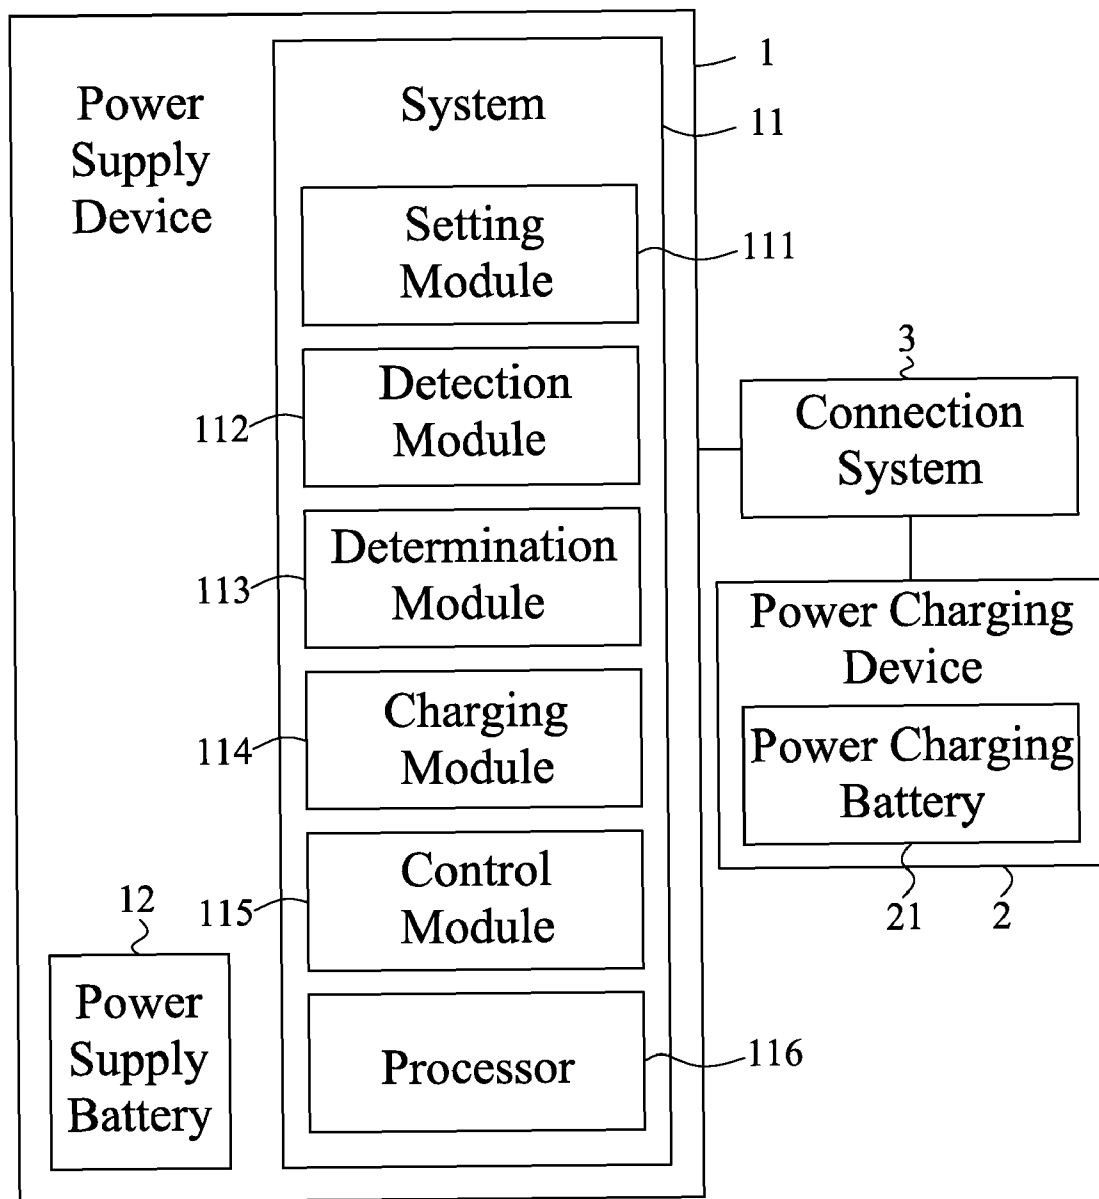 Power
Supply
Device
System
1
11
Setting
Module
111
Detection
Module
112
Determination
Module
113
Charging
Module
114
Control
Module
115
Processor
116
12
Power
Supply
Battery
3
Connection
System
Power Charging
Device
Power Charging
Battery
21
2